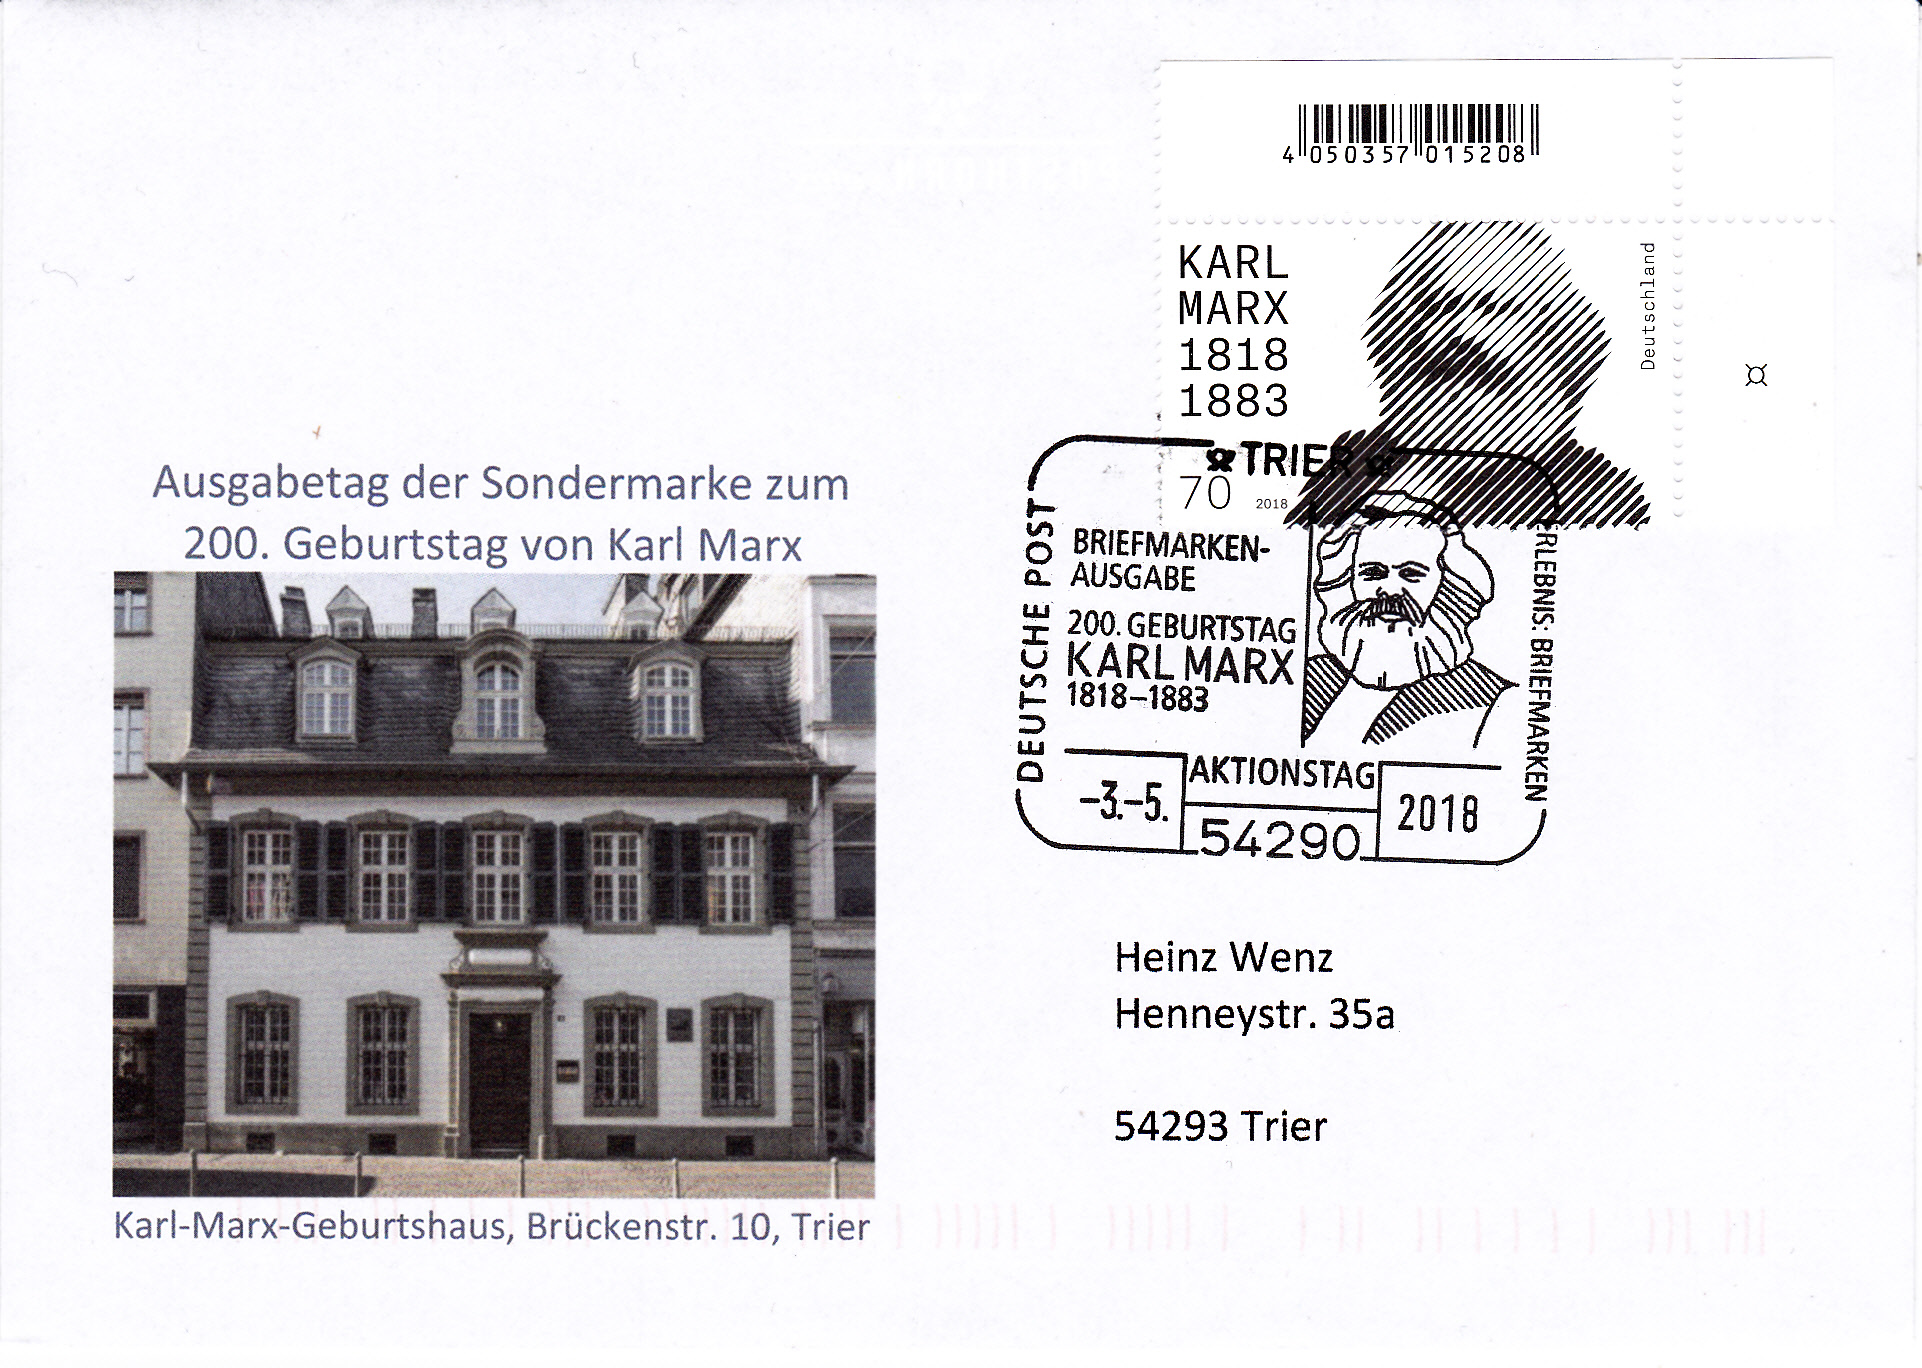 4 050357 015208
KARL
MARX
1818
1883
70
2018
Deutschland
TRIER
DEUTSCHE POST
BRIEFMARKEN-
AUSGABE
200. GEBURTSTAG
KARL MARX
1818–1883
ERLEBNIS: BRIEFMARKEN
AKTIONSTAG
-3.-5.
2018
54290
Ausgabetag der Sondermarke zum
200. Geburtstag von Karl Marx
Karl-Marx-Geburtshaus, Brückenstr. 10, Trier
Heinz Wenz
Henneystr. 35a
54293 Trier